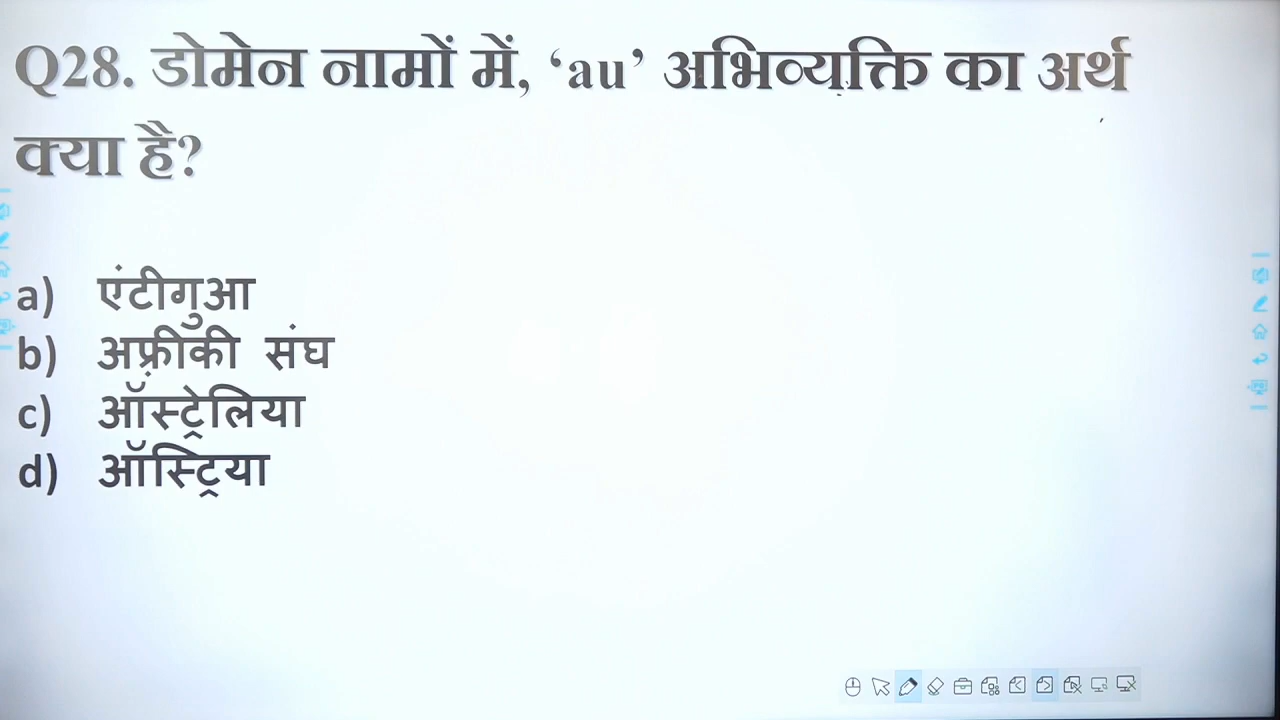 Q28. डोमेन नामों में, ‘au’ अभिव्यक्ति का अर्थ
क्या है?
a) एंटीगुआ
b) अफ़्रीकी संघ
c) ऑस्ट्रेलिया
d) ऑस्ट्रिया